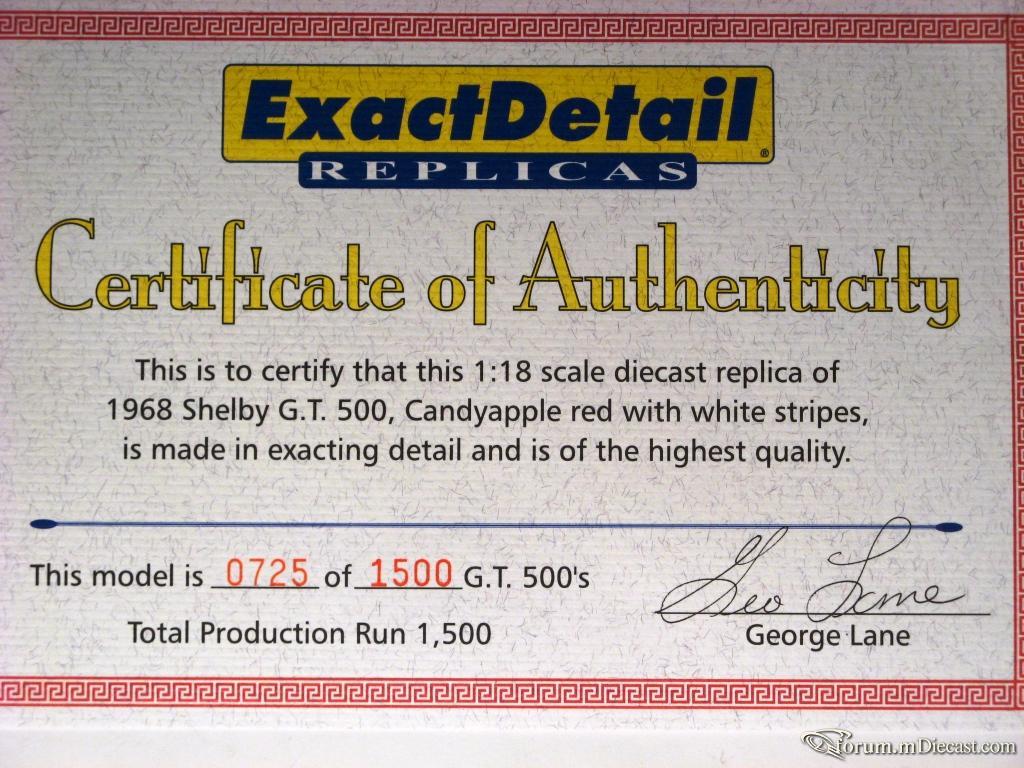 ExactDetail®
REPLICAS
Certificate of Authenticity
This is to certify that this 1:18 scale diecast replica of
1968 Shelby G.T. 500, Candyapple red with white stripes,
is made in exacting detail and is of the highest quality.
This model is 0725 of 1500 G.T. 500's
Geo Lane
Total Production Run 1,500
George Lane
forum.mDiecast.com